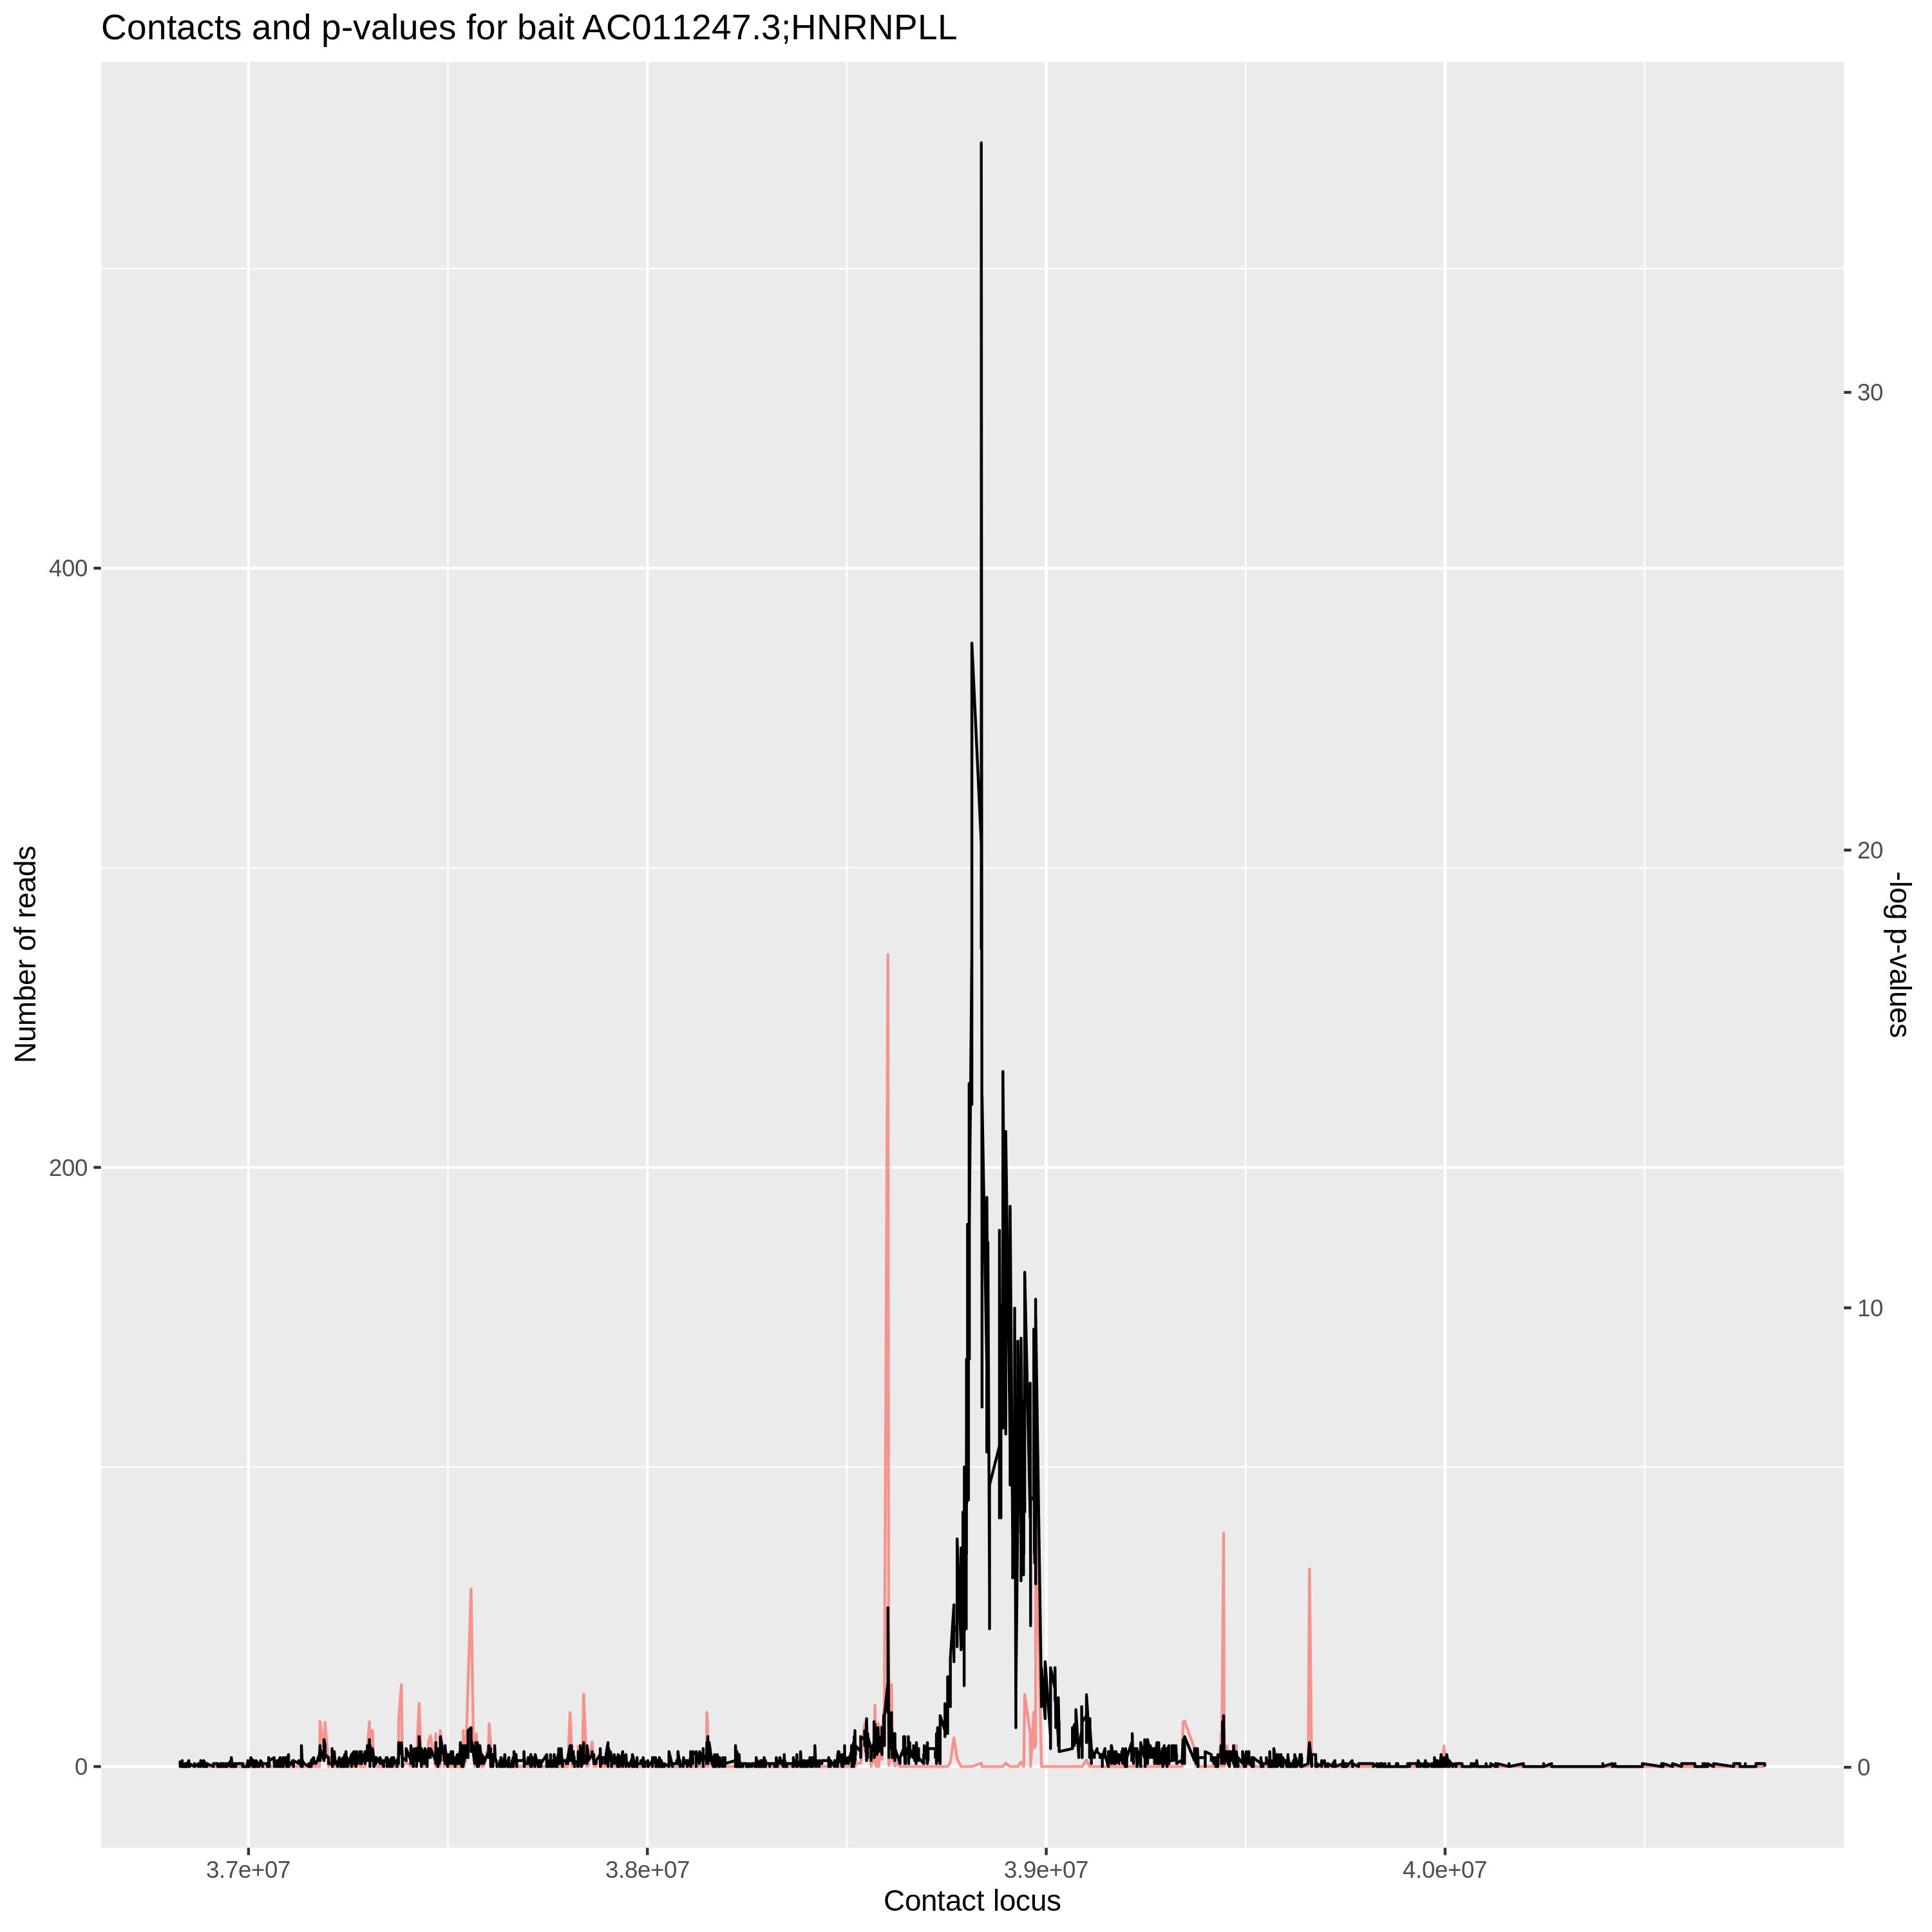 Contacts and p-values for bait AC011247.3;HNRNPLL
400
200
0
Number of reads
30
20
10
0
-log p-values
3.7e+07 3.8e+07 3.9e+07 4.0e+07
Contact locus